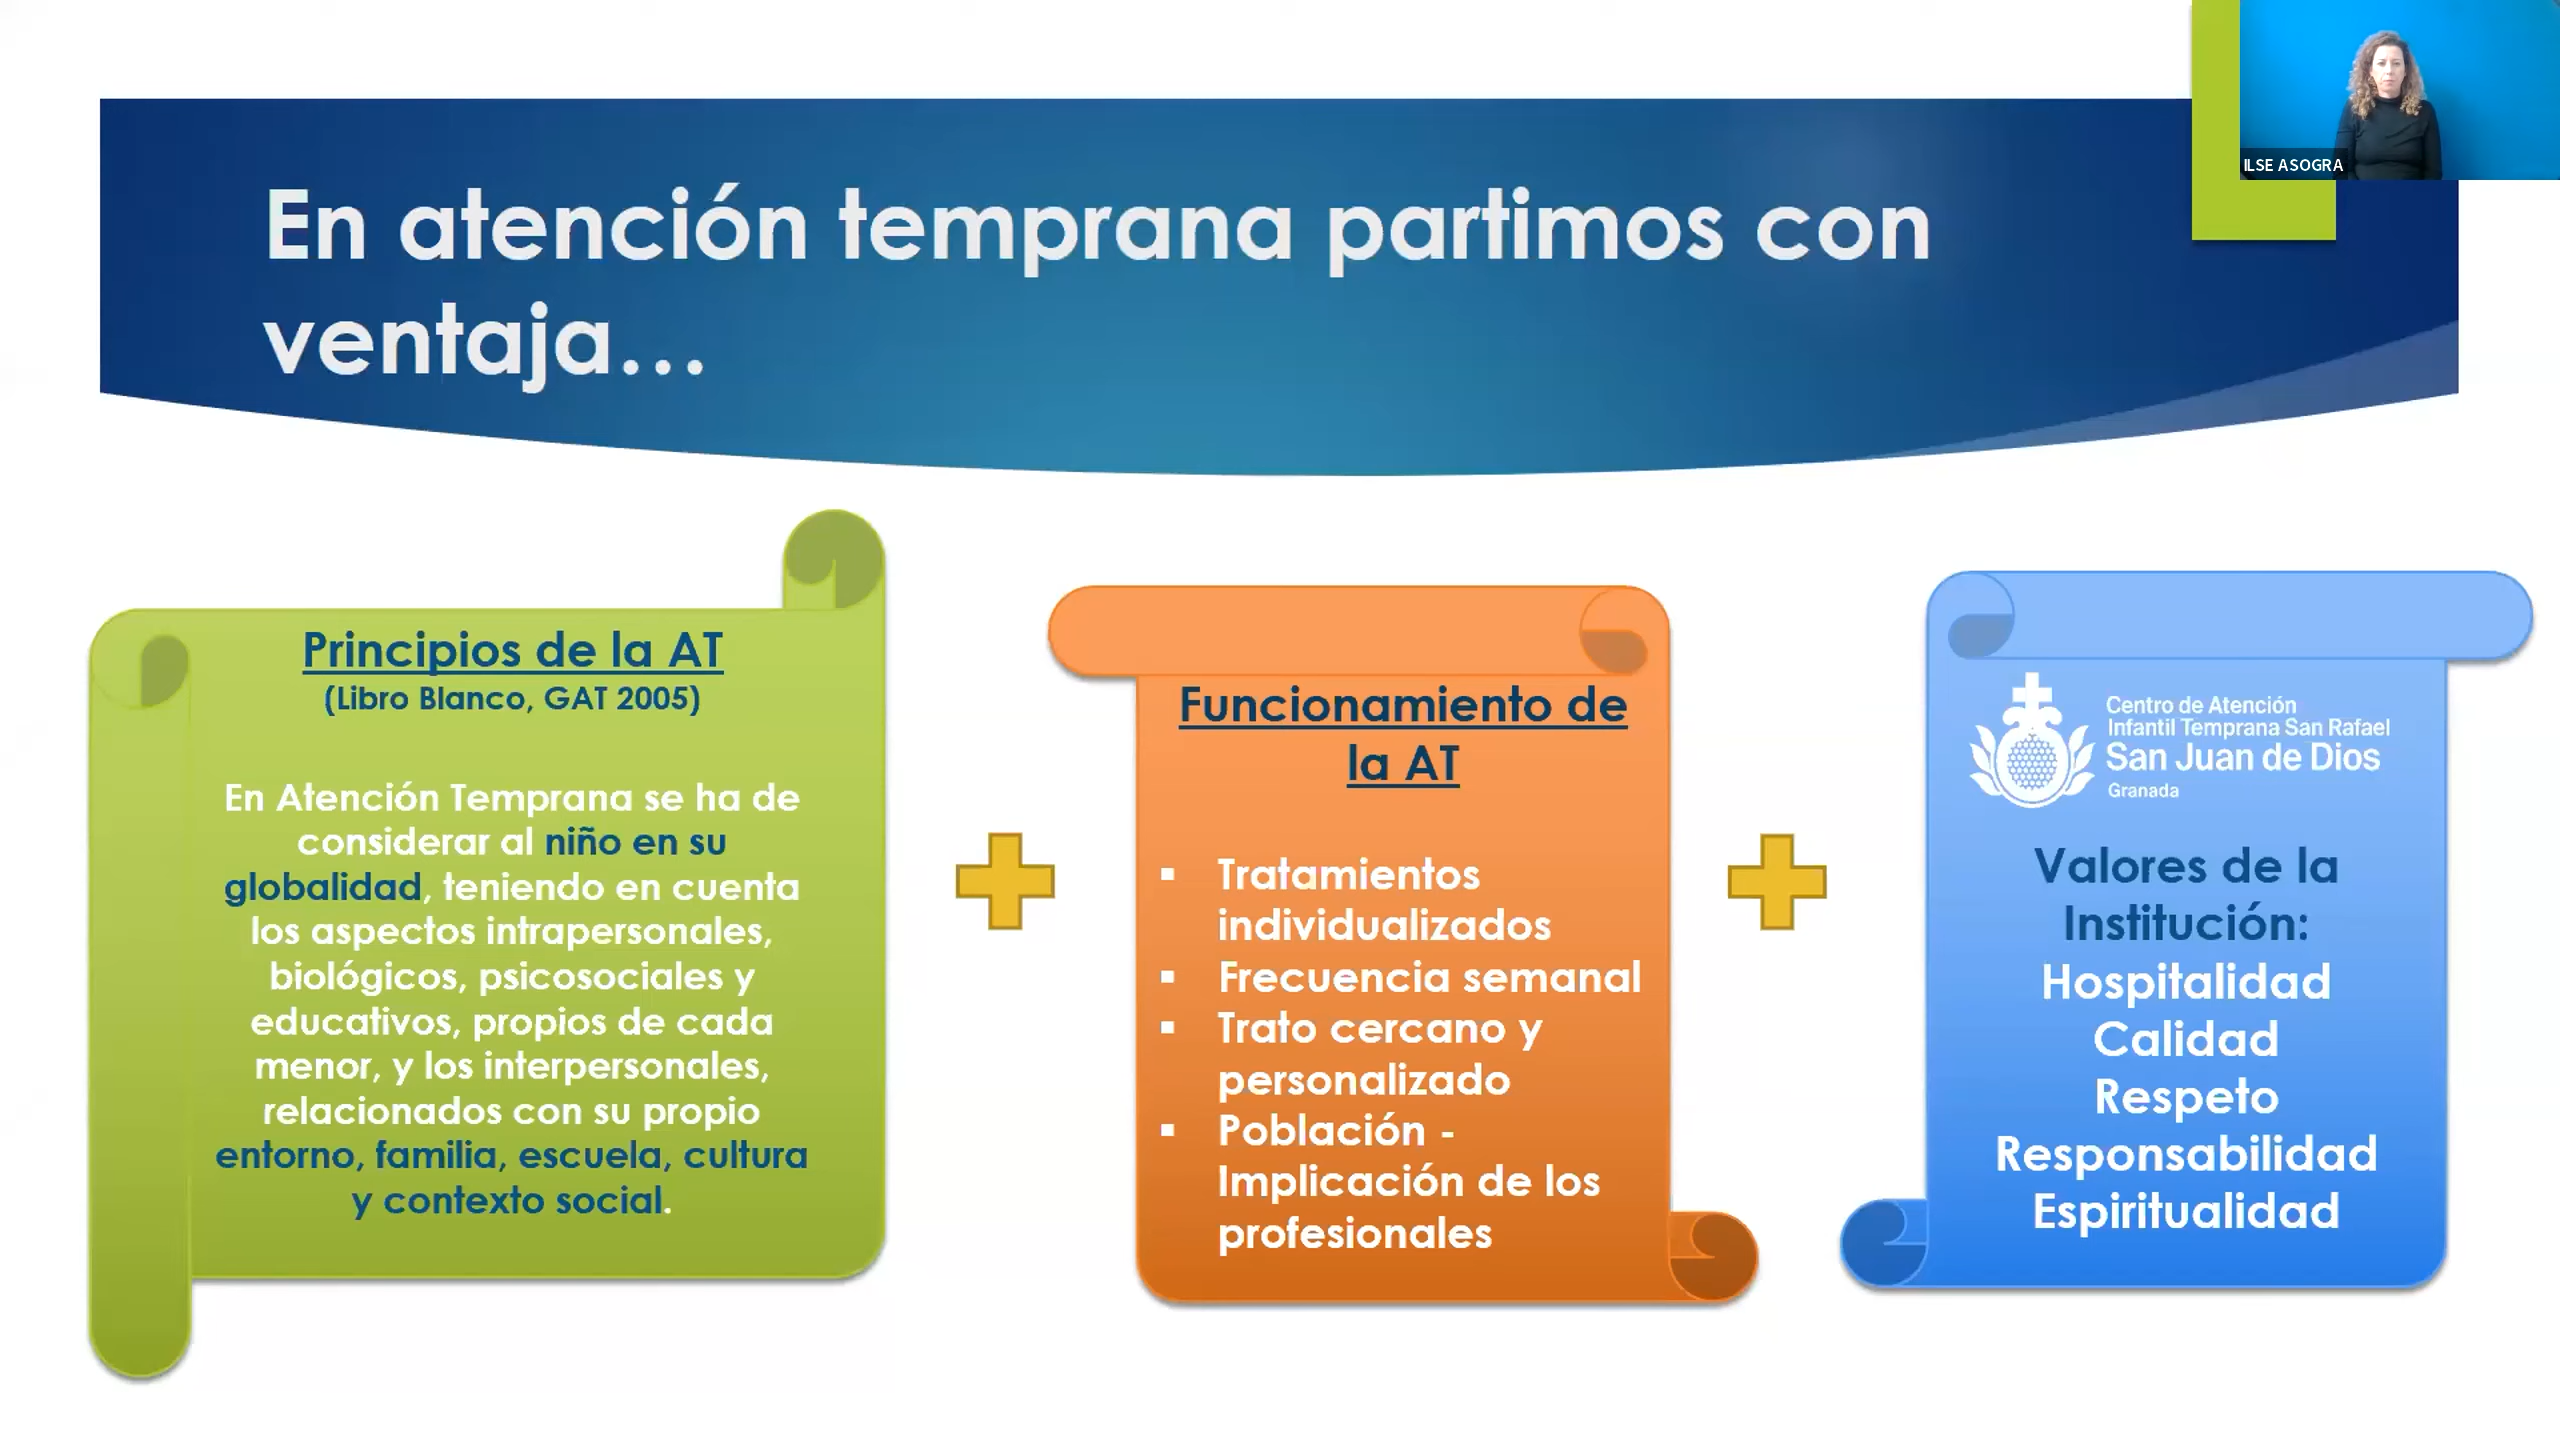 ILSE ASOGRA
En atención temprana partimos con
ventaja...
Principios de la AT
(Libro Blanco, GAT 2005)
En Atención Temprana se ha de
considerar al niño en su
globalidad, teniendo en cuenta
los aspectos intrapersonales,
biológicos, psicosociales y
educativos, propios de cada
menor, y los interpersonales,
relacionados con su propio
entorno, familia, escuela, cultura
y contexto social.
Funcionamiento de
la AT
▪ Tratamientos
individualizados
▪ Frecuencia semanal
▪ Trato cercano y
personalizado
▪ Población -
Implicación de los
profesionales
Centro de Atención
Infantil Temprana San Rafael
San Juan de Dios
Granada
Valores de la
Institución:
Hospitalidad
Calidad
Respeto
Responsabilidad
Espiritualidad